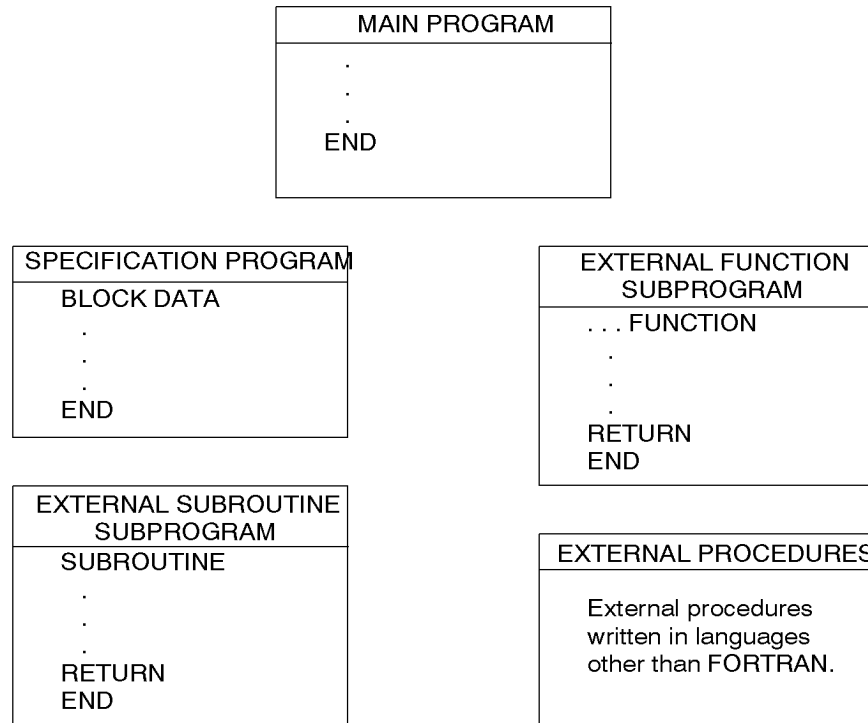 MAIN PROGRAM
.
.
.
END
SPECIFICATION PROGRAM
BLOCK DATA
.
.
.
END
EXTERNAL FUNCTION
SUBPROGRAM
. . . FUNCTION
.
.
.
RETURN
END
EXTERNAL SUBROUTINE
SUBPROGRAM
SUBROUTINE
.
.
.
RETURN
END
EXTERNAL PROCEDURES
External procedures
written in languages
other than FORTRAN.